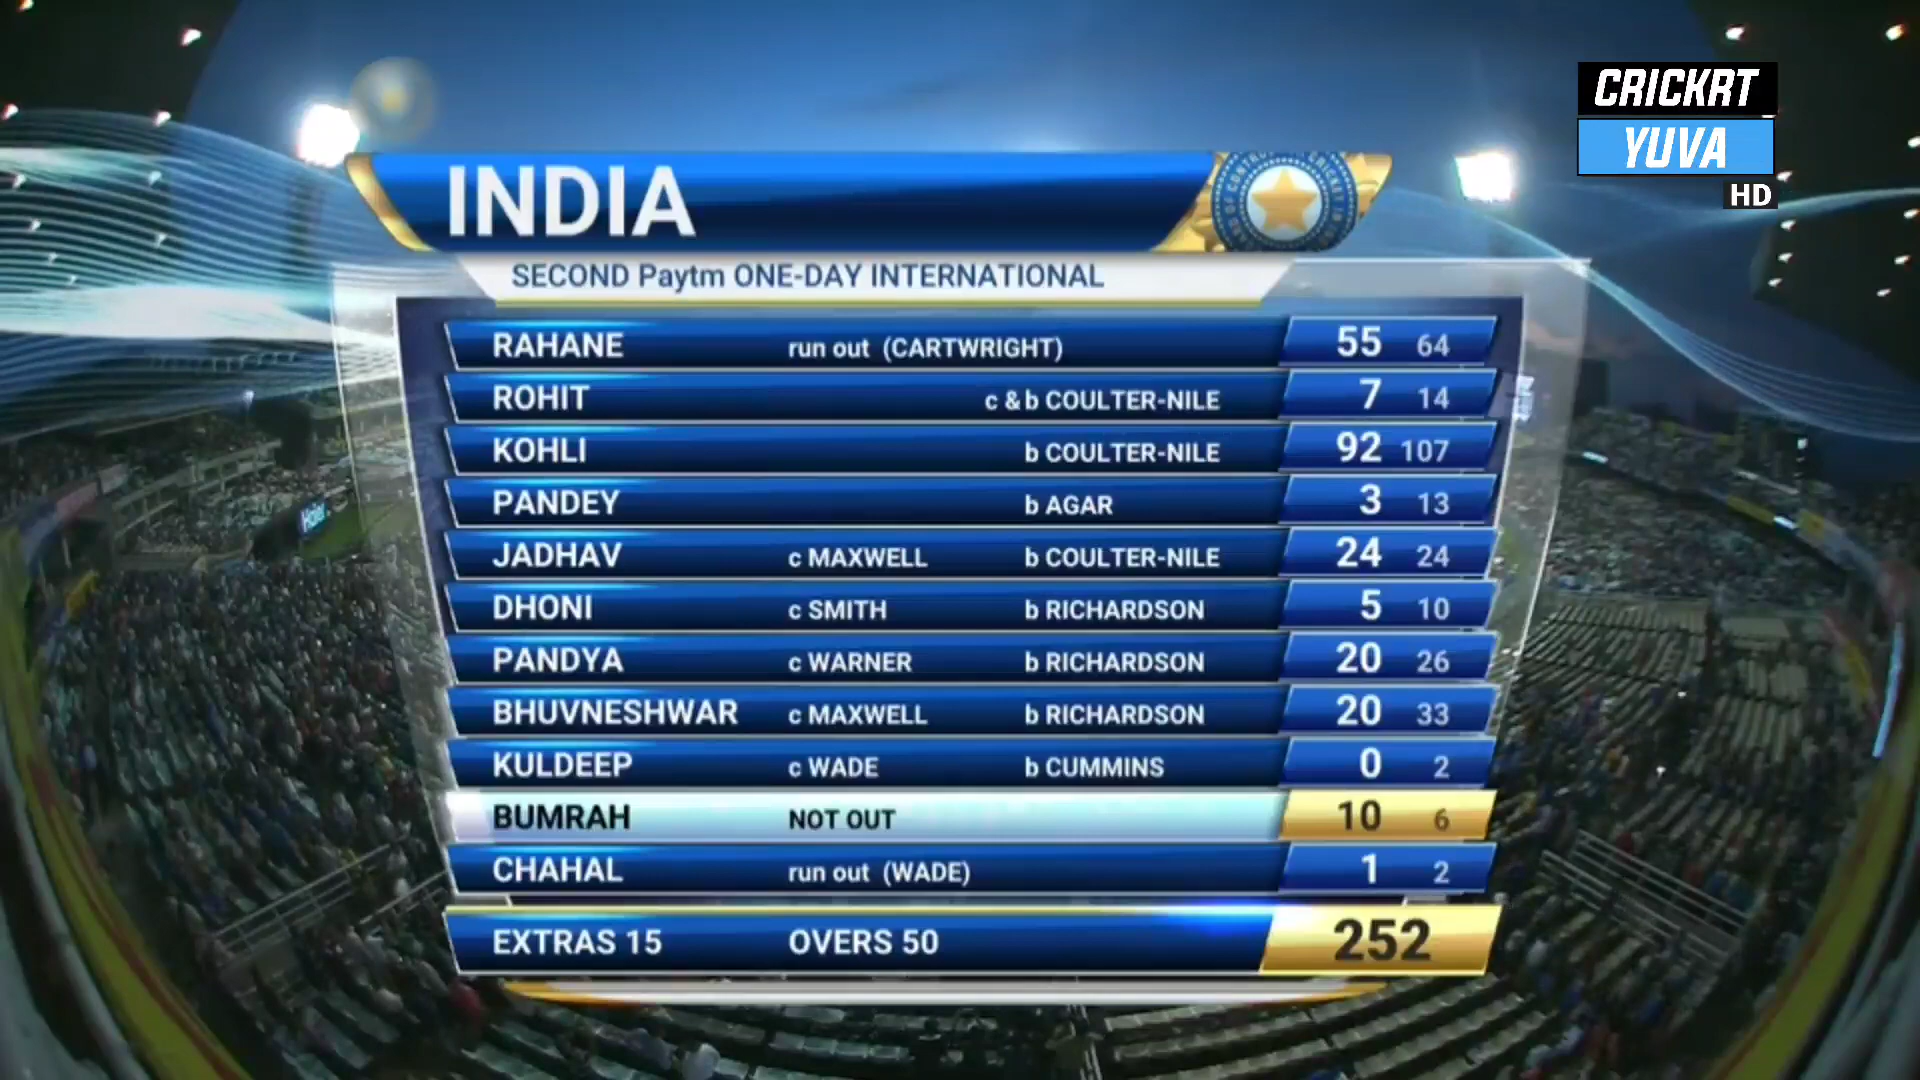 CRICKRT
YUVA
HD
INDIA
SECOND Paytm ONE-DAY INTERNATIONAL
RAHANE run out (CARTWRIGHT) 55 64
ROHIT c & b COULTER-NILE 7 14
KOHLI b COULTER-NILE 92 107
PANDEY b AGAR 3 13
JADHAV c MAXWELL b COULTER-NILE 24 24
DHONI c SMITH b RICHARDSON 5 10
PANDYA c WARNER b RICHARDSON 20 26
BHUVNESHWAR c MAXWELL b RICHARDSON 20 33
KULDEEP c WADE b CUMMINS 0 2
BUMRAH NOT OUT 10 6
CHAHAL run out (WADE) 1 2
EXTRAS 15 OVERS 50 252
Haier